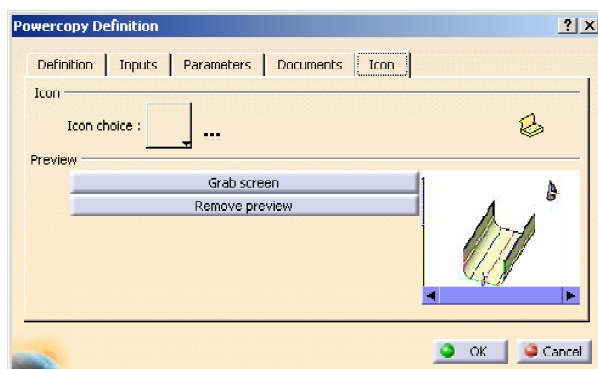 Powercopy Definition
Definition Inputs Parameters Documents Icon
Icon
Icon choice : ...
Preview
Grab screen
Remove preview
OK Cancel